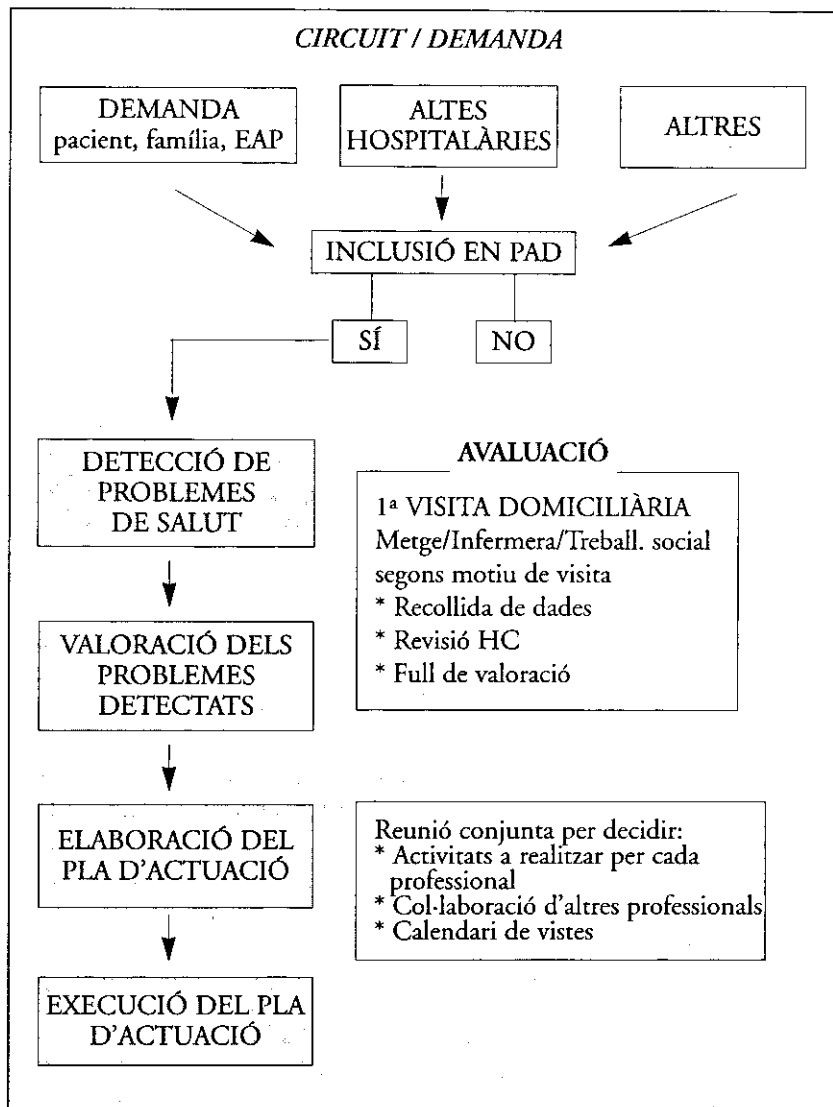 CIRCUIT / DEMANDA
DEMANDA
pacient, família, EAP
ALTES
HOSPITALÀRIES
ALTRES
INCLUSIÓ EN PAD
SÍ
NO
DETECCIÓ DE
PROBLEMES
DE SALUT
AVALUACIÓ
1ª VISITA DOMICILIÀRIA
Metge/Infermera/Treball. social
segons motiu de visita
* Recollida de dades
* Revisió HC
* Full de valoració
VALORACIÓ DELS
PROBLEMES
DETECTATS
ELABORACIÓ DEL
PLA D'ACTUACIÓ
Reunió conjunta per decidir:
* Activitats a realitzar per cada
professional
* Col·laboració d'altres professionals
* Calendari de vistes
EXECUCIÓ DEL PLA
D'ACTUACIÓ